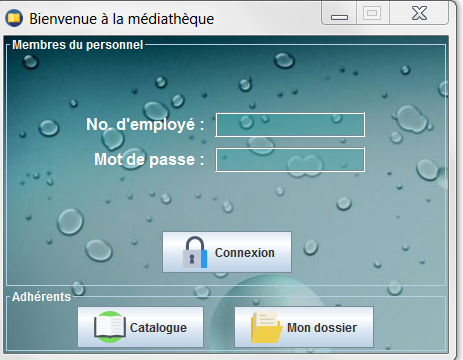 Bienvenue à la médiathèque
Membres du personnel
No. d'employé :
Mot de passe :
Connexion
Adhérents
Catalogue
Mon dossier